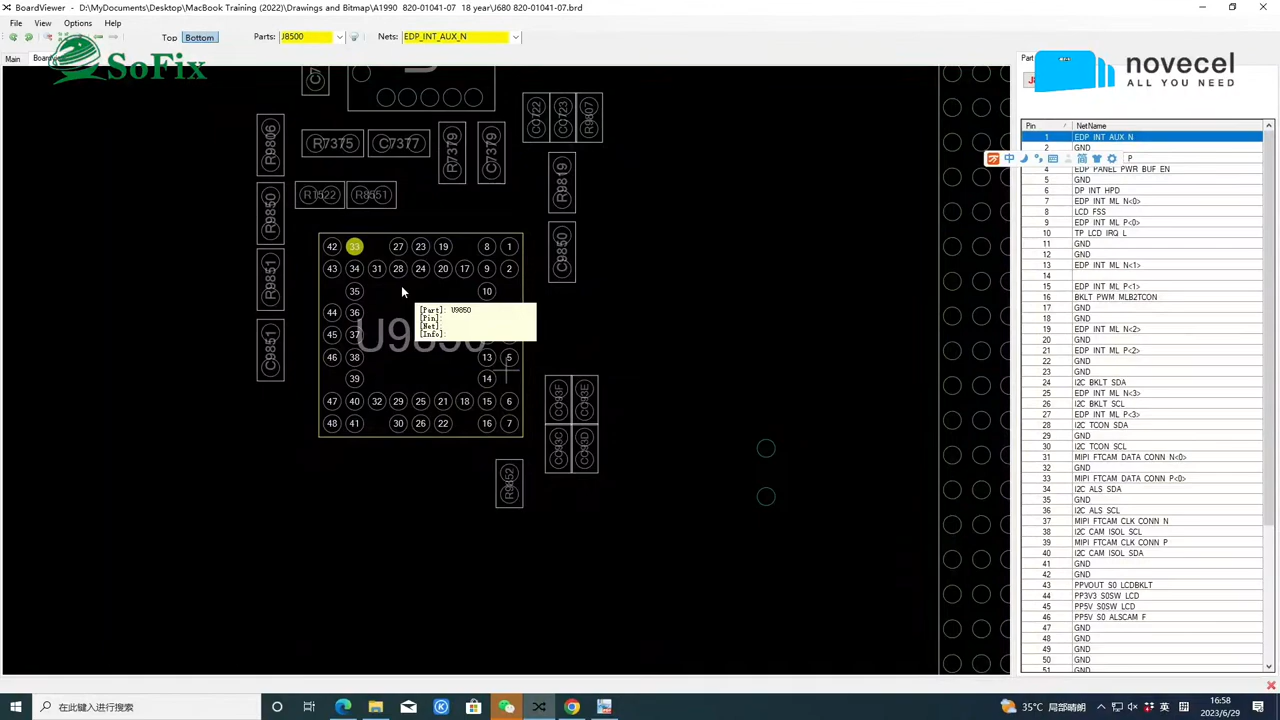 BoardViewer - D:\MyDocuments\Desktop\MacBook Training (2022)\Drawings and Bitmap\A1990 820-01041-07 18 year\J680 820-01041-07.brd
File View Options Help
Top Bottom Parts: J8500 Nets: EDP_INT_AUX_N
Main
SoFix
novecel
ALL YOU NEED
C0722 C0723 R9807
R9806 R7375 C7377 R7379 C7379
R9819
R1522 R8551
R9850
C9850
42 33 27 23 19 8 1
43 34 31 28 24 20 17 9 2
R9851
35 10
[Part]: U9850
[Pin]:
[Net]:
[Info]:
44 36
45 37
C9851
46 38 13 5
39 14
47 40 32 29 25 21 18 15 6
48 41 30 26 22 16 7
Pin NetName
1 EDP INT AUX N
2 GND
中 简 P
4 EDP PANEL PWR BUF EN
5 GND
6 DP INT HPD
7 EDP INT ML N<0>
8 LCD FSS
9 EDP INT ML P<0>
10 TP LCD IRQ L
11 GND
12 GND
13 EDP INT ML N<1>
15 EDP INT ML P<1>
16 BKLT PWM MLB2TCON
17 GND
18 GND
19 EDP INT ML N<2>
20 GND
21 EDP INT ML P<2>
22 GND
23 GND
24 I2C BKLT SDA
25 EDP INT ML N<3>
26 I2C BKLT SCL
27 EDP INT ML P<3>
28 I2C TCON SDA
29 GND
30 I2C TCON SCL
31 MIPI FTCAM DATA CONN N<0>
32 GND
33 MIPI FTCAM DATA CONN P<0>
34 I2C ALS SDA
35 GND
36 I2C ALS SCL
37 MIPI FTCAM CLK CONN N
38 I2C CAM ISOL SCL
39 MIPI FTCAM CLK CONN P
40 I2C CAM ISOL SDA
41 GND
42 GND
43 PPVOUT S0 LCDBKLT
44 PP3V3 S0SW LCD
45 PP5V S0SW LCD
46 PP5V S0 ALSCAM F
47 GND
48 GND
49 GND
50 GND
51 GND
在此键入进行搜索
35°C 局部晴朗
英
16:58
2023/6/29